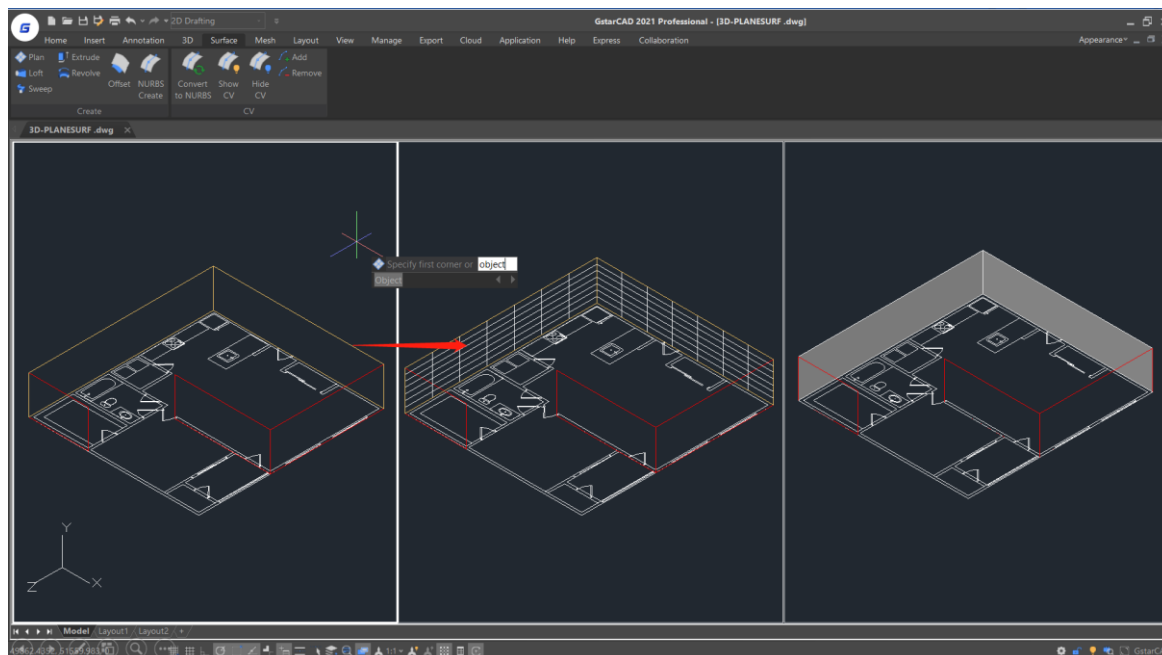 2D Drafting
GstarCAD 2021 Professional - [3D-PLANESURF .dwg]
Home Insert Annotation 3D Surface Mesh Layout View Manage Export Cloud Application Help Express Collaboration Appearance
Plan Extrude
Loft Revolve
Sweep
Offset NURBS Create
Convert to NURBS Show CV Hide CV
Add
Remove
Create CV
3D-PLANESURF .dwg
Specify first corner or object
Object
Y
Z X
Model Layout1 Layout2 +
1:1